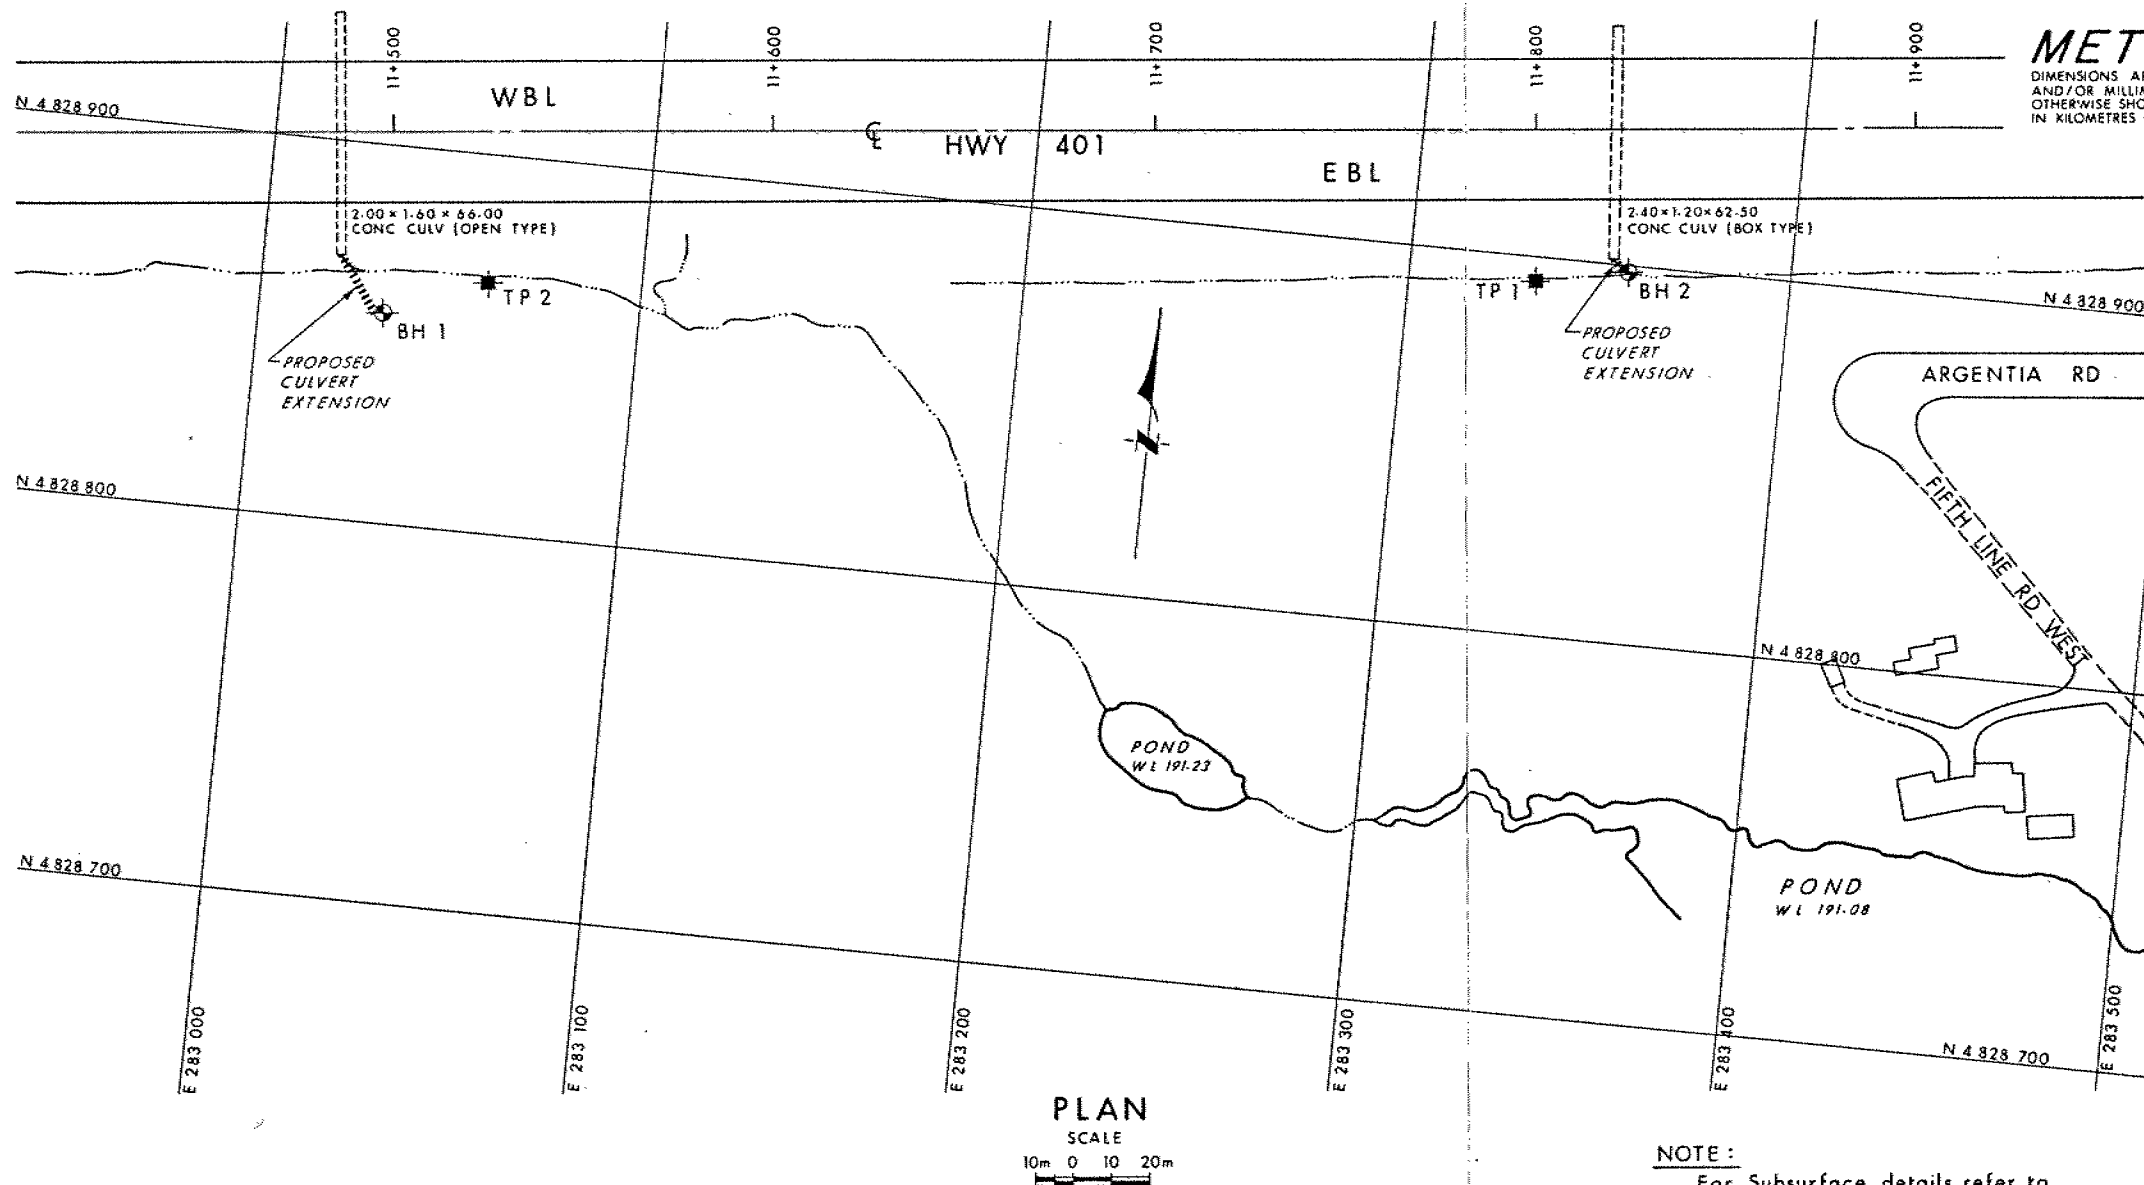 11+500
11+600
11+700
11+800
11+900
MET
DIMENSIONS
AND/OR
OTHERWISE
IN KILOMETRES
N 4 828 900
WBL
℄ HWY 401
EBL
2.00 × 1.60 × 66.00
CONC CULV (OPEN TYPE)
2.40×1.20×62.50
CONC CULV (BOX TYPE)
TP 2
BH 1
TP 1
BH 2
N 4 828 900
PROPOSED
CULVERT
EXTENSION
PROPOSED
CULVERT
EXTENSION
ARGENTIA RD
N
N 4 828 800
FIFTH LINE RD WEST
N 4 828 800
POND
WL 191.23
N 4 828 700
POND
WL 191.08
E 283 000
E 283 100
E 283 200
E 283 300
E 283 400
E 283 500
N 4 828 700
PLAN
SCALE
10m 0 10 20m
NOTE :
For Subsurface details refer to